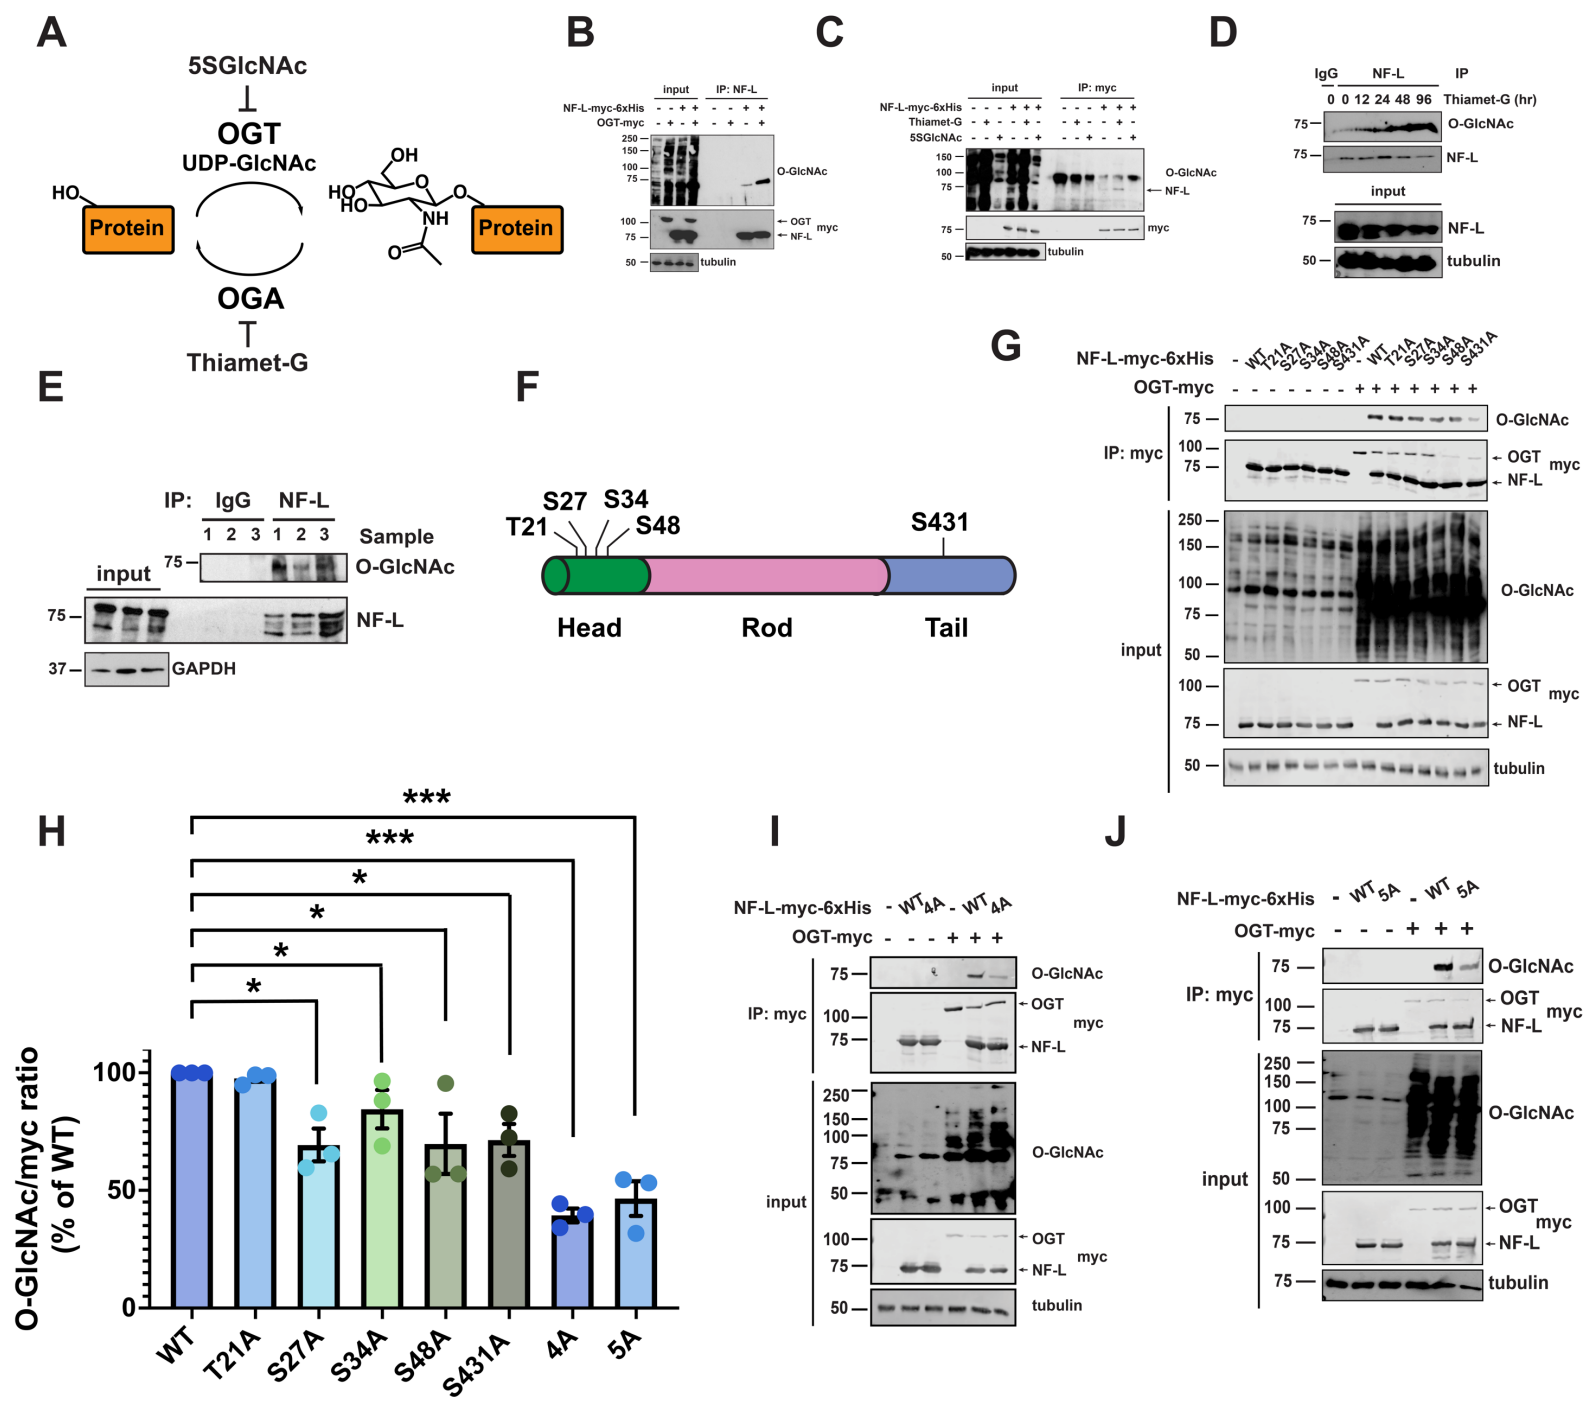 A
5SGlcNAc
OGT
UDP-GlcNAc
HO
Protein
OH
HO
HO
O
O
NH
O
Protein
OGA
Thiamet-G
B
input IP: NF-L
NF-L-myc-6xHis - - + + - - + +
OGT-myc - + - + - + - +
250
150
100
75
O-GlcNAc
100
75
OGT
NF-L
myc
50
tubulin
C
input IP: myc
NF-L-myc-6xHis - - - + + + - - - + + +
Thiamet-G - + - - + - - + - - + -
5SGlcNAc - - + - - + - - + - - +
150
100
75
O-GlcNAc
NF-L
75
myc
50
tubulin
D
IgG NF-L IP
0 0 12 24 48 96 Thiamet-G (hr)
75
O-GlcNAc
75
NF-L
input
75
NF-L
50
tubulin
E
IP: IgG NF-L
1 2 3 1 2 3 Sample
75
O-GlcNAc
input
75
NF-L
37
GAPDH
F
T21 S27 S34 S48 S431
Head Rod Tail
G
NF-L-myc-6xHis - WT T21A S27A S34A S48A S431A - WT T21A S27A S34A S48A S431A
OGT-myc - - - - - - - + + + + + + +
IP: myc
75
O-GlcNAc
100
75
OGT
NF-L
myc
input
250
150
100
75
50
O-GlcNAc
100
75
OGT
NF-L
myc
50
tubulin
H
***
***
*
*
*
*
O-GlcNAc/myc ratio
(% of WT)
100
50
0
WT T21A S27A S34A S48A S431A 4A 5A
I
NF-L-myc-6xHis - WT 4A - WT 4A
OGT-myc - - - + + +
IP: myc
75
O-GlcNAc
100
75
OGT
NF-L
myc
input
250
150
100
75
50
O-GlcNAc
100
75
OGT
NF-L
myc
50
tubulin
J
NF-L-myc-6xHis - WT 5A - WT 5A
OGT-myc - - - + + +
IP: myc
75
O-GlcNAc
100
75
OGT
NF-L
myc
input
250
150
100
75
50
O-GlcNAc
100
75
OGT
NF-L
myc
75
tubulin